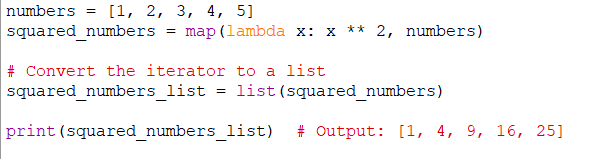 numbers = [1, 2, 3, 4, 5]
squared_numbers = map(lambda x: x ** 2, numbers)
# Convert the iterator to a list
squared_numbers_list = list(squared_numbers)
print(squared_numbers_list)  # Output: [1, 4, 9, 16, 25]